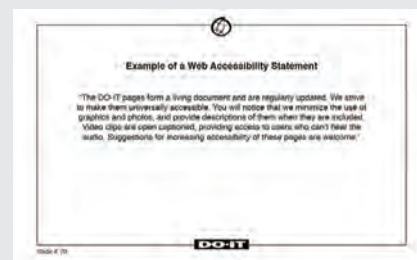 Example of a Web Accessibility Statement
"The DO-IT pages form a living document and are regularly updated. We strive
to make them universally accessible. You will notice that we minimize the use of
graphics and photos, and provide descriptions of them when they are included.
Video clips are open captioned, providing access to users who can't hear the
audio. Suggestions for increasing accessibility of these pages are welcome."
DO-IT